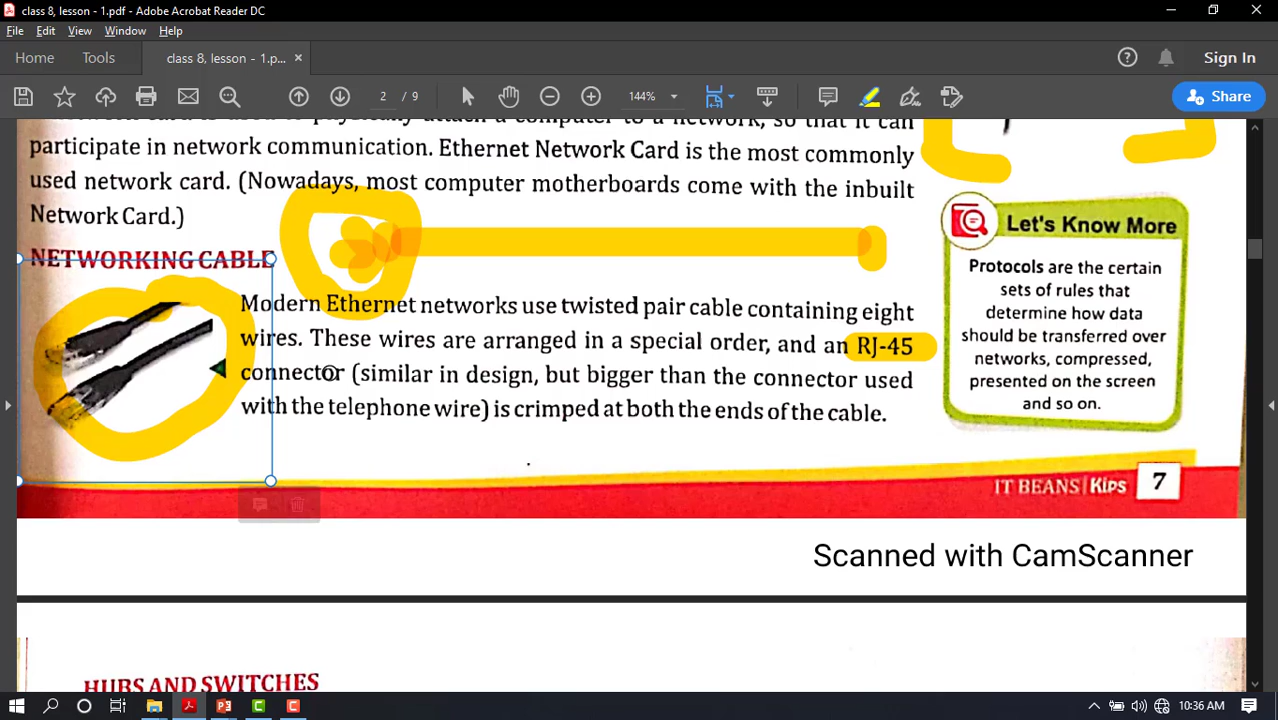 class 8, lesson - 1.pdf - Adobe Acrobat Reader DC
File Edit View Window Help
Home Tools class 8, lesson - 1.p... Sign In
2 / 9 144% Share
participate in network communication. Ethernet Network Card is the most commonly
used network card. (Nowadays, most computer motherboards come with the inbuilt
Network Card.)
NETWORKING CABLE
Modern Ethernet networks use twisted pair cable containing eight
wires. These wires are arranged in a special order, and an RJ-45
connector (similar in design, but bigger than the connector used
with the telephone wire) is crimped at both the ends of the cable.
Let's Know More
Protocols are the certain
sets of rules that
determine how data
should be transferred over
networks, compressed,
presented on the screen
and so on.
IT BEANS Kips 7
Scanned with CamScanner
HUBS AND SWITCHES
10:36 AM